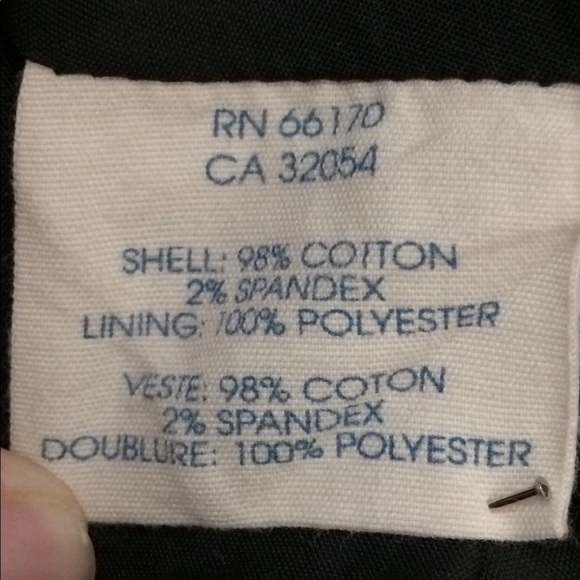 RN 66170
CA 32054
SHELL: 98% COTTON
2% SPANDEX
LINING: 100% POLYESTER
VESTE: 98% COTON
2% SPANDEX
DOUBLURE: 100% POLYESTER